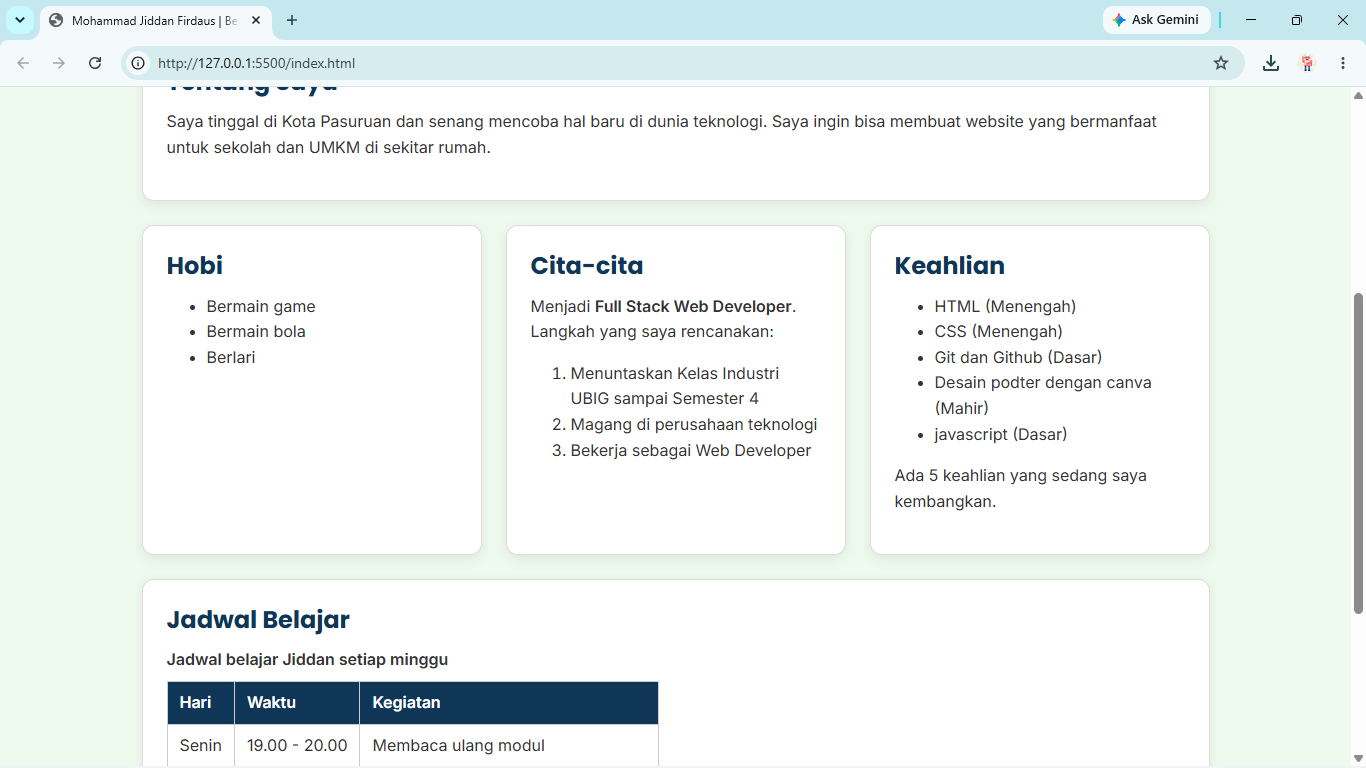 Mohammad Jiddan Firdaus | Be
Ask Gemini
http://127.0.0.1:5500/index.html
Tentang Saya
Saya tinggal di Kota Pasuruan dan senang mencoba hal baru di dunia teknologi. Saya ingin bisa membuat website yang bermanfaat
untuk sekolah dan UMKM di sekitar rumah.
Hobi
• Bermain game
• Bermain bola
• Berlari
Cita-cita
Menjadi Full Stack Web Developer.
Langkah yang saya rencanakan:
1. Menuntaskan Kelas Industri
UBIG sampai Semester 4
2. Magang di perusahaan teknologi
3. Bekerja sebagai Web Developer
Keahlian
• HTML (Menengah)
• CSS (Menengah)
• Git dan Github (Dasar)
• Desain podter dengan canva
(Mahir)
• javascript (Dasar)
Ada 5 keahlian yang sedang saya
kembangkan.
Jadwal Belajar
Jadwal belajar Jiddan setiap minggu
Hari Waktu Kegiatan
Senin 19.00 - 20.00 Membaca ulang modul